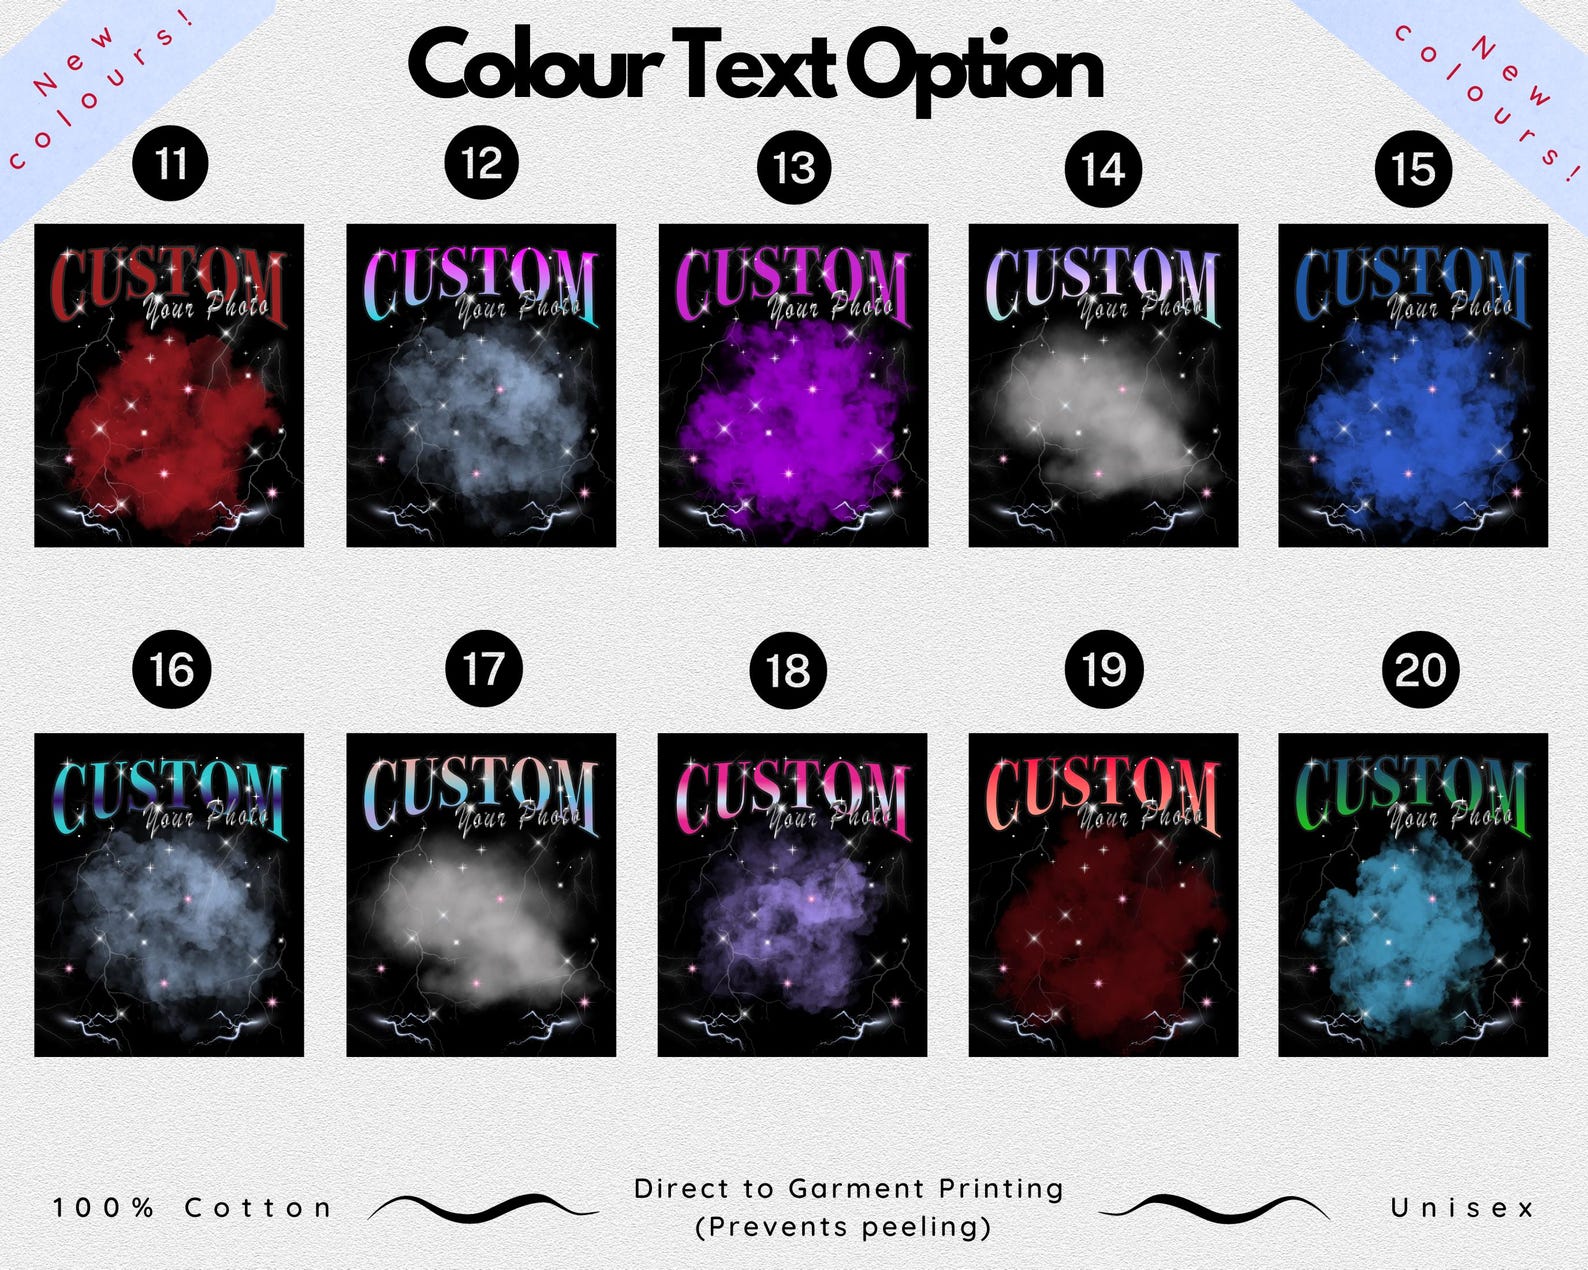 New
colours!
Colour Text Option
New
colours!
11
12
13
14
15
CUSTOM
Your Photo
CUSTOM
Your Photo
CUSTOM
Your Photo
CUSTOM
Your Photo
CUSTOM
Your Photo
16
17
18
19
20
CUSTOM
Your Photo
CUSTOM
Your Photo
CUSTOM
Your Photo
CUSTOM
Your Photo
CUSTOM
Your Photo
100% Cotton
Direct to Garment Printing
(Prevents peeling)
Unisex